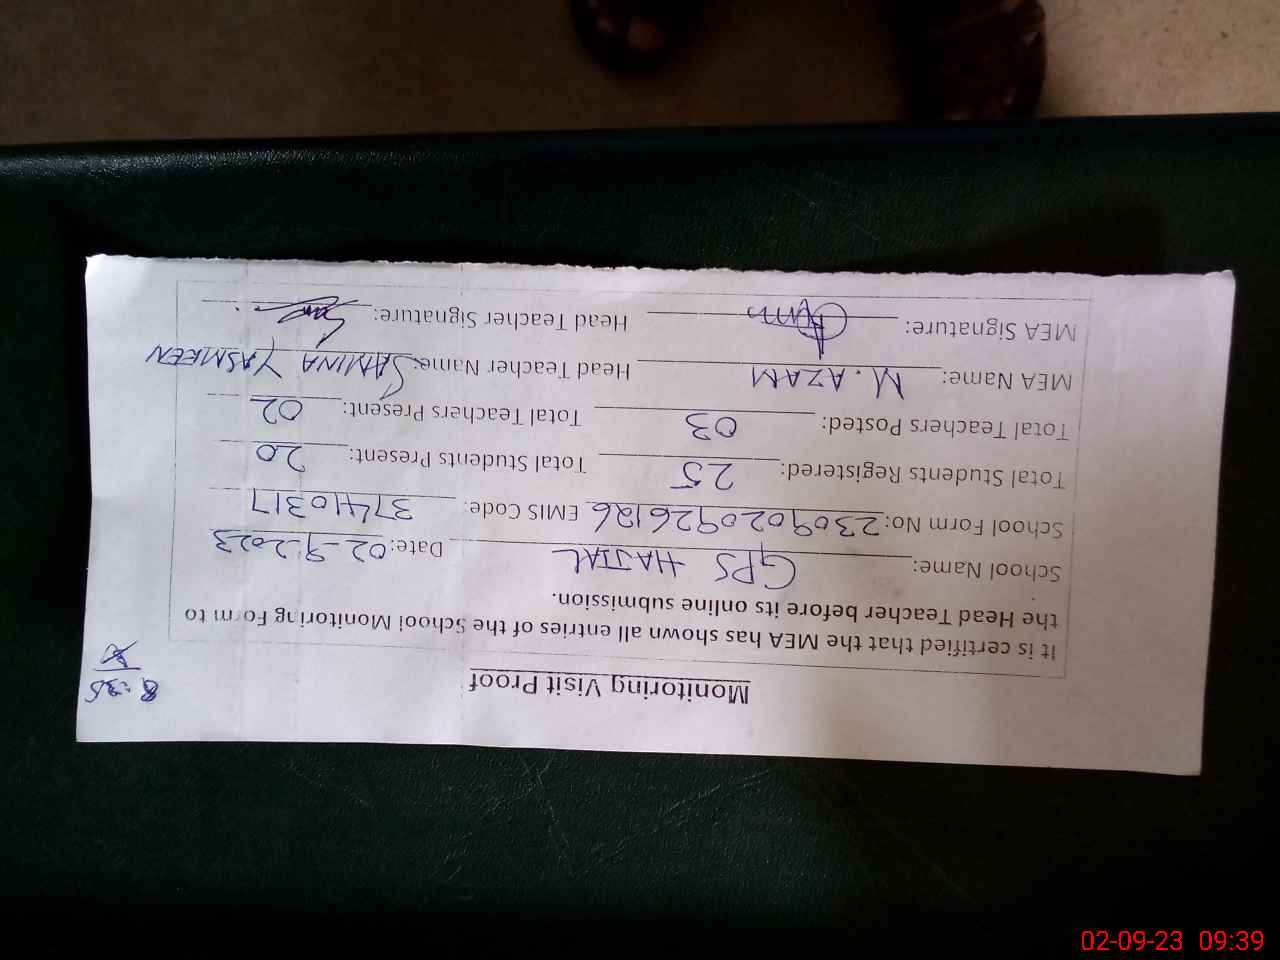 Monitoring Visit Proof
8:35
It is certified that the MEA has shown all entries of the School Monitoring Form to
the Head Teacher before its online submission.
School Name: GPS HAJIAL Date: 02-9-2023
School Form No: 2309020926126 EMIS Code: 37410317
Total Students Registered: 25 Total Students Present: 20
Total Teachers Posted: 03 Total Teachers Present: 02
MEA Name: M. AZAM Head Teacher Name: SAMINA YASMEEN
MEA Signature: Head Teacher Signature:
02-09-23 09:39